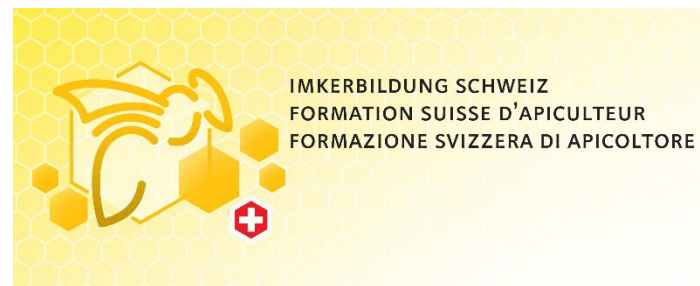 IMKERBILDUNG SCHWEIZ
FORMATION SUISSE D'APICULTEUR
FORMAZIONE SVIZZERA DI APICOLTORE